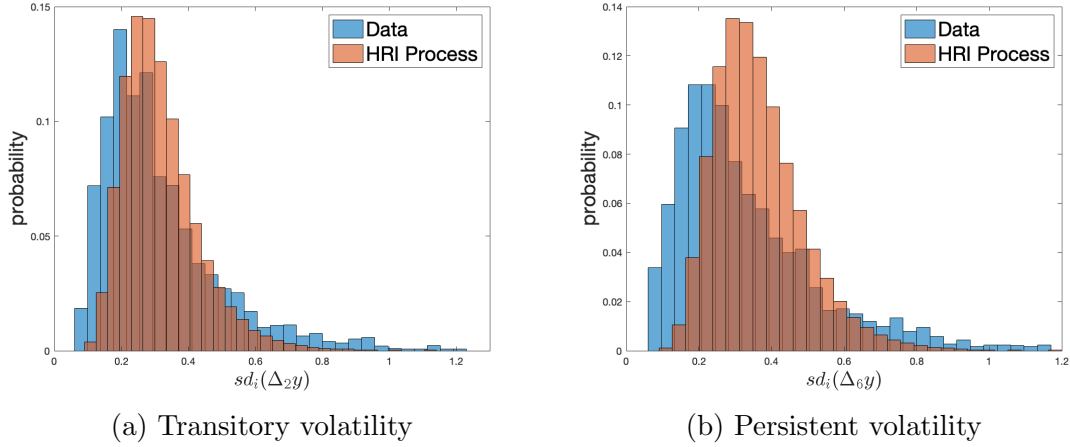 0.15
0.1
0.05
0
probability
Data
HRI Process
0 0.2 0.4 0.6 0.8 1 1.2
sd_i(Δ_2y)
(a) Transitory volatility
0.14
0.12
0.1
0.08
0.06
0.04
0.02
0
probability
Data
HRI Process
0 0.2 0.4 0.6 0.8 1 1.2
sd_i(Δ_6y)
(b) Persistent volatility